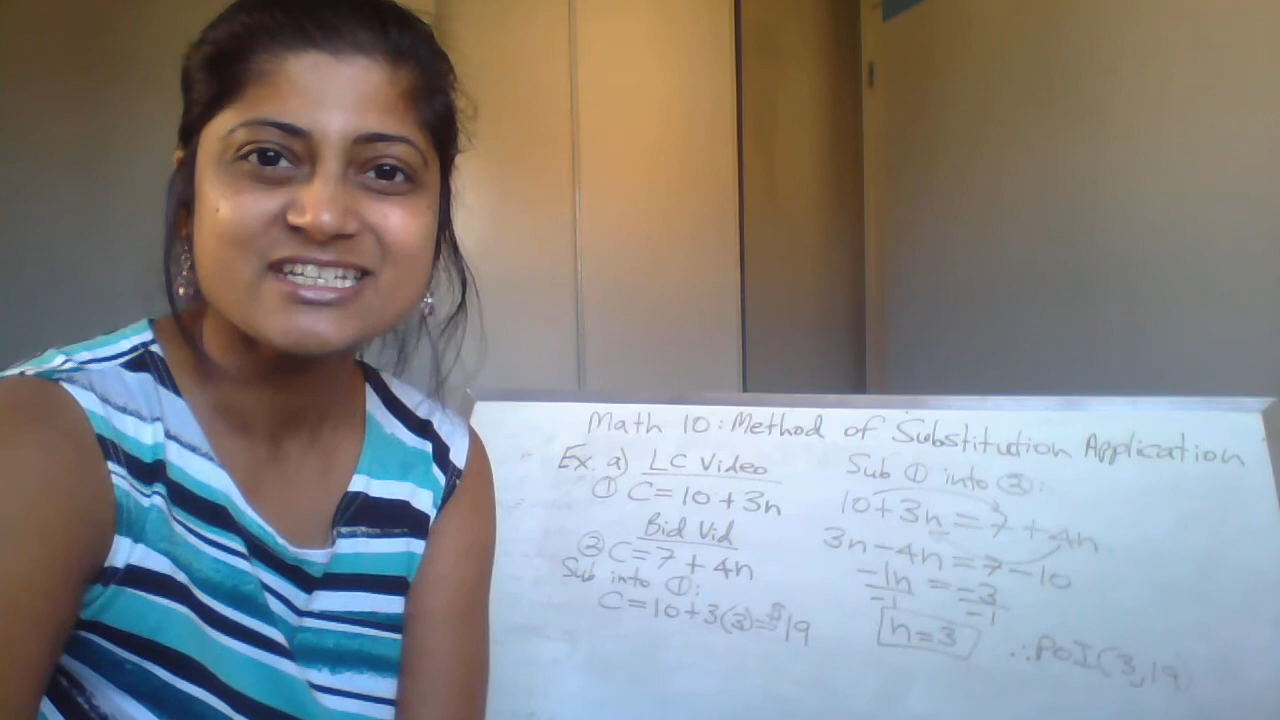 Math 10: Method of Substitution Application
Ex. a) LC Video
① C = 10 + 3n
Bid Vid
② C = 7 + 4n
Sub into ①:
C = 10 + 3(3) = 19
Sub ① into ②:
10 + 3n = 7 + 4n
3n - 4n = 7 - 10
-1n = -3
-1 -1
n = 3
∴ POI (3, 19)